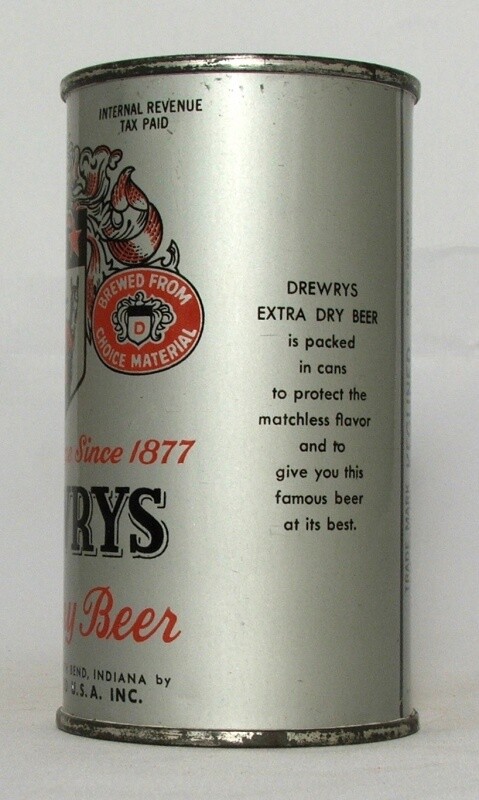 INTERNAL REVENUE
TAX PAID
BREWED FROM
D
CHOICE MATERIAL
DREWRYS
EXTRA DRY BEER
is packed
in cans
to protect the
matchless flavor
and to
give you this
famous beer
at its best.
Since 1877
RYS
y Beer
BEND, INDIANA by
U.S.A. INC.
TRADE MARK